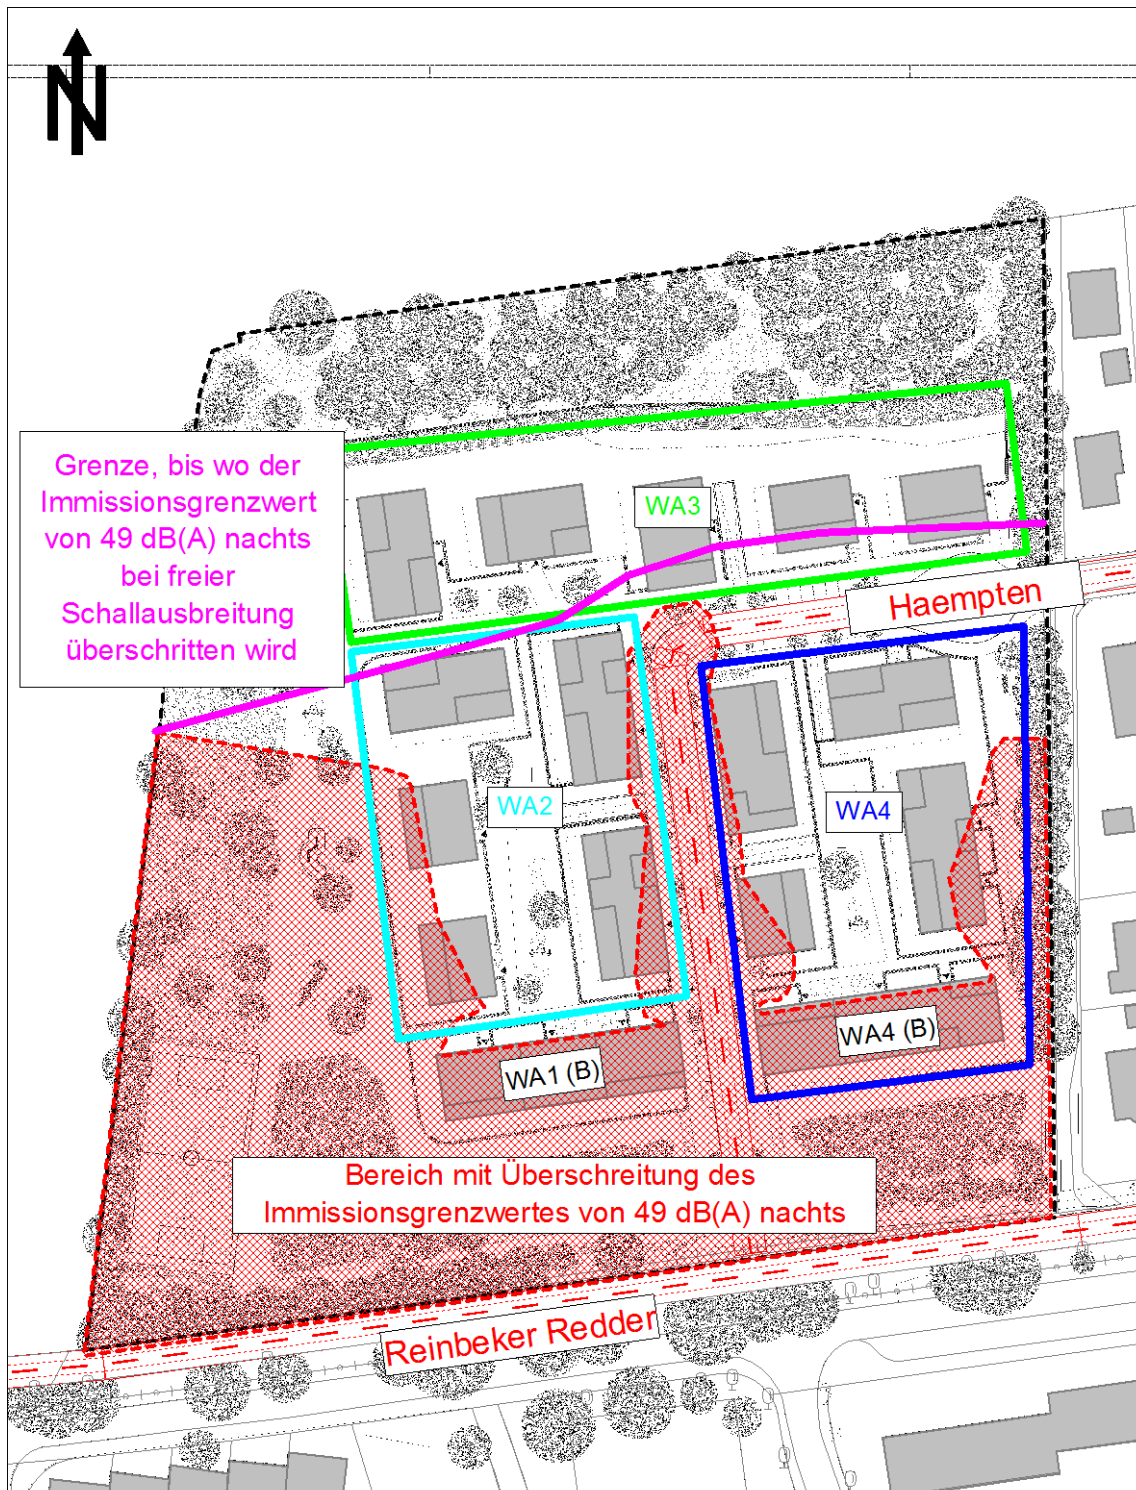 N
Grenze, bis wo der
Immissionsgrenzwert
von 49 dB(A) nachts
bei freier
Schallausbreitung
überschritten wird
WA3
Haempten
WA2
WA4
WA4 (B)
WA1 (B)
Bereich mit Überschreitung des
Immissionsgrenzwertes von 49 dB(A) nachts
Reinbeker Redder